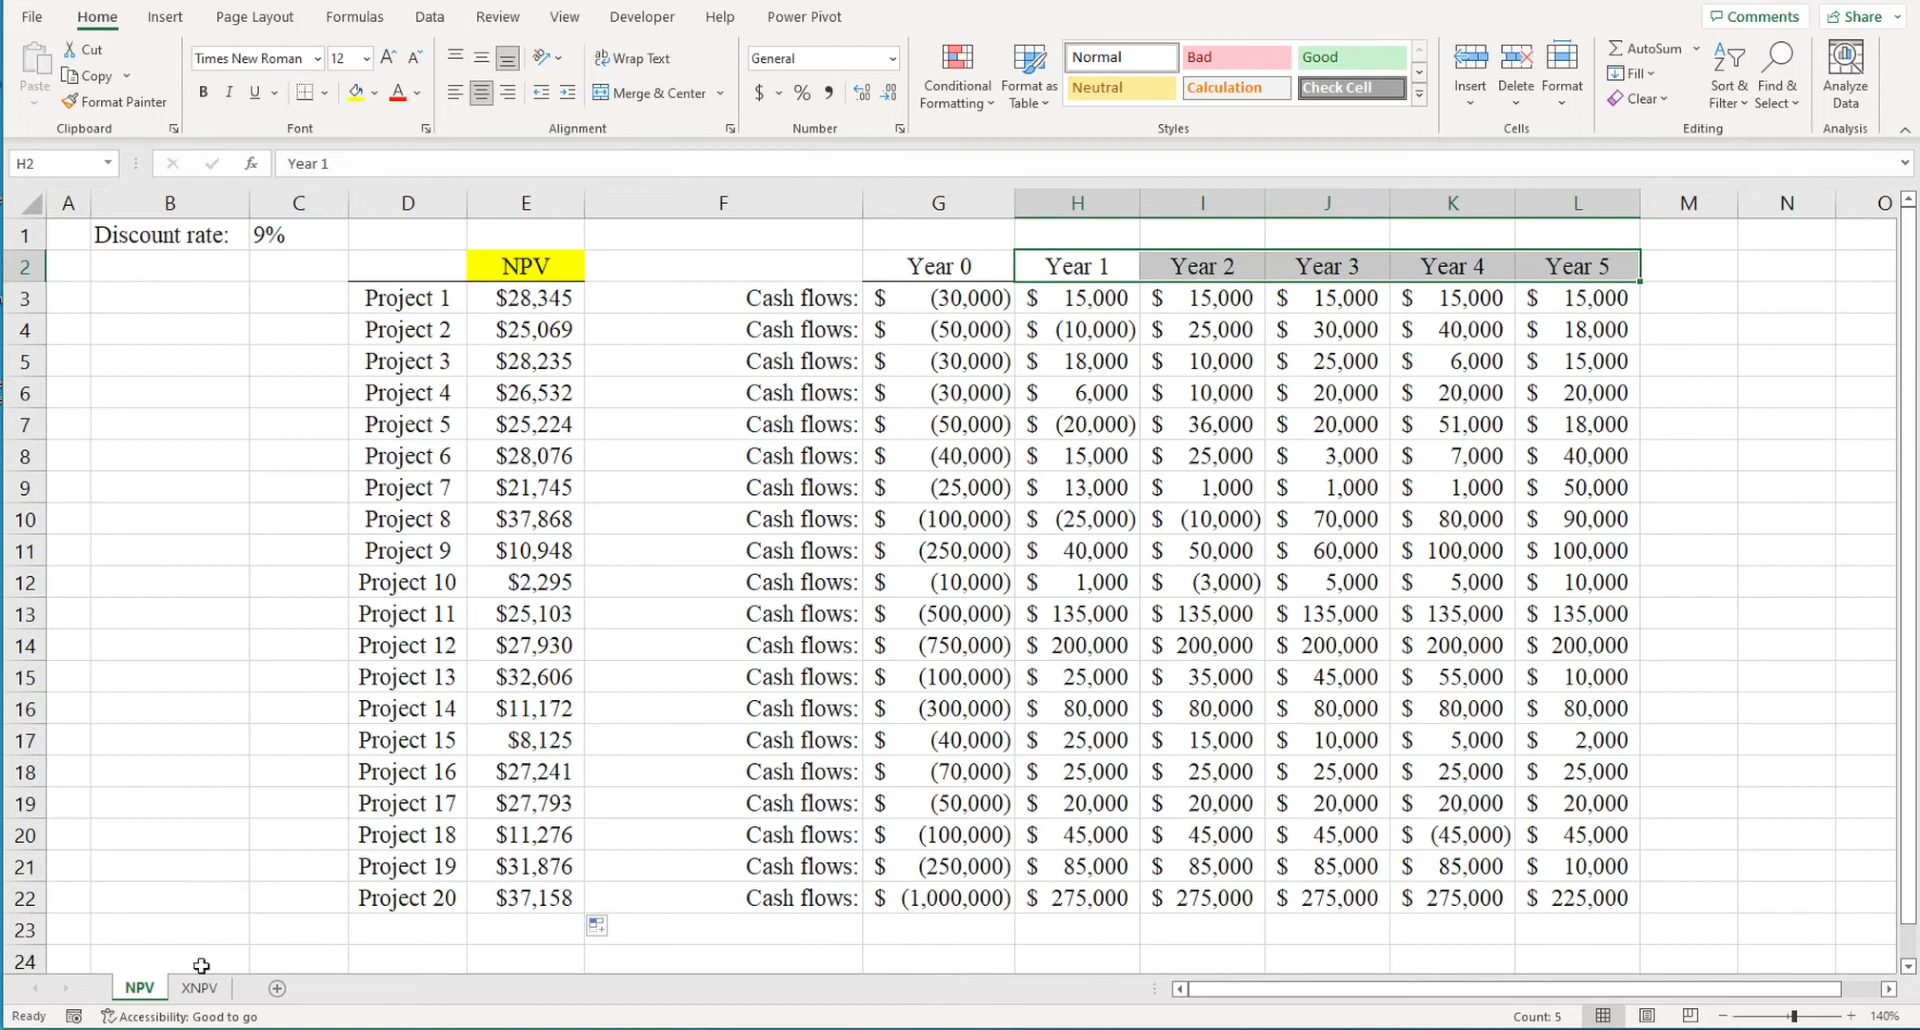 File Home Insert Page Layout Formulas Data Review View Developer Help Power Pivot Comments Share
Paste Cut Copy Format Painter Clipboard
Times New Roman 12 B I U Font
Wrap Text Merge & Center Alignment
General $ % Number
Conditional Formatting Format as Table Normal Bad Good Neutral Calculation Check Cell Styles
Insert Delete Format Cells
AutoSum Fill Clear Sort & Filter Find & Select Editing
Analyze Data Analysis
H2 fx Year 1
A B C D E F G H I J K L M N O
1 Discount rate: 9%
2 NPV Year 0 Year 1 Year 2 Year 3 Year 4 Year 5
3 Project 1 $28,345 Cash flows: $ (30,000) $ 15,000 $ 15,000 $ 15,000 $ 15,000 $ 15,000
4 Project 2 $25,069 Cash flows: $ (50,000) $ (10,000) $ 25,000 $ 30,000 $ 40,000 $ 18,000
5 Project 3 $28,235 Cash flows: $ (30,000) $ 18,000 $ 10,000 $ 25,000 $ 6,000 $ 15,000
6 Project 4 $26,532 Cash flows: $ (30,000) $ 6,000 $ 10,000 $ 20,000 $ 20,000 $ 20,000
7 Project 5 $25,224 Cash flows: $ (50,000) $ (20,000) $ 36,000 $ 20,000 $ 51,000 $ 18,000
8 Project 6 $28,076 Cash flows: $ (40,000) $ 15,000 $ 25,000 $ 3,000 $ 7,000 $ 40,000
9 Project 7 $21,745 Cash flows: $ (25,000) $ 13,000 $ 1,000 $ 1,000 $ 1,000 $ 50,000
10 Project 8 $37,868 Cash flows: $ (100,000) $ (25,000) $ (10,000) $ 70,000 $ 80,000 $ 90,000
11 Project 9 $10,948 Cash flows: $ (250,000) $ 40,000 $ 50,000 $ 60,000 $ 100,000 $ 100,000
12 Project 10 $2,295 Cash flows: $ (10,000) $ 1,000 $ (3,000) $ 5,000 $ 5,000 $ 10,000
13 Project 11 $25,103 Cash flows: $ (500,000) $ 135,000 $ 135,000 $ 135,000 $ 135,000 $ 135,000
14 Project 12 $27,930 Cash flows: $ (750,000) $ 200,000 $ 200,000 $ 200,000 $ 200,000 $ 200,000
15 Project 13 $32,606 Cash flows: $ (100,000) $ 25,000 $ 35,000 $ 45,000 $ 55,000 $ 10,000
16 Project 14 $11,172 Cash flows: $ (300,000) $ 80,000 $ 80,000 $ 80,000 $ 80,000 $ 80,000
17 Project 15 $8,125 Cash flows: $ (40,000) $ 25,000 $ 15,000 $ 10,000 $ 5,000 $ 2,000
18 Project 16 $27,241 Cash flows: $ (70,000) $ 25,000 $ 25,000 $ 25,000 $ 25,000 $ 25,000
19 Project 17 $27,793 Cash flows: $ (50,000) $ 20,000 $ 20,000 $ 20,000 $ 20,000 $ 20,000
20 Project 18 $11,276 Cash flows: $ (100,000) $ 45,000 $ 45,000 $ 45,000 $ (45,000) $ 45,000
21 Project 19 $31,876 Cash flows: $ (250,000) $ 85,000 $ 85,000 $ 85,000 $ 85,000 $ 10,000
22 Project 20 $37,158 Cash flows: $ (1,000,000) $ 275,000 $ 275,000 $ 275,000 $ 275,000 $ 225,000
23
24
NPV XNPV
Ready Accessibility: Good to go Count: 5 140%